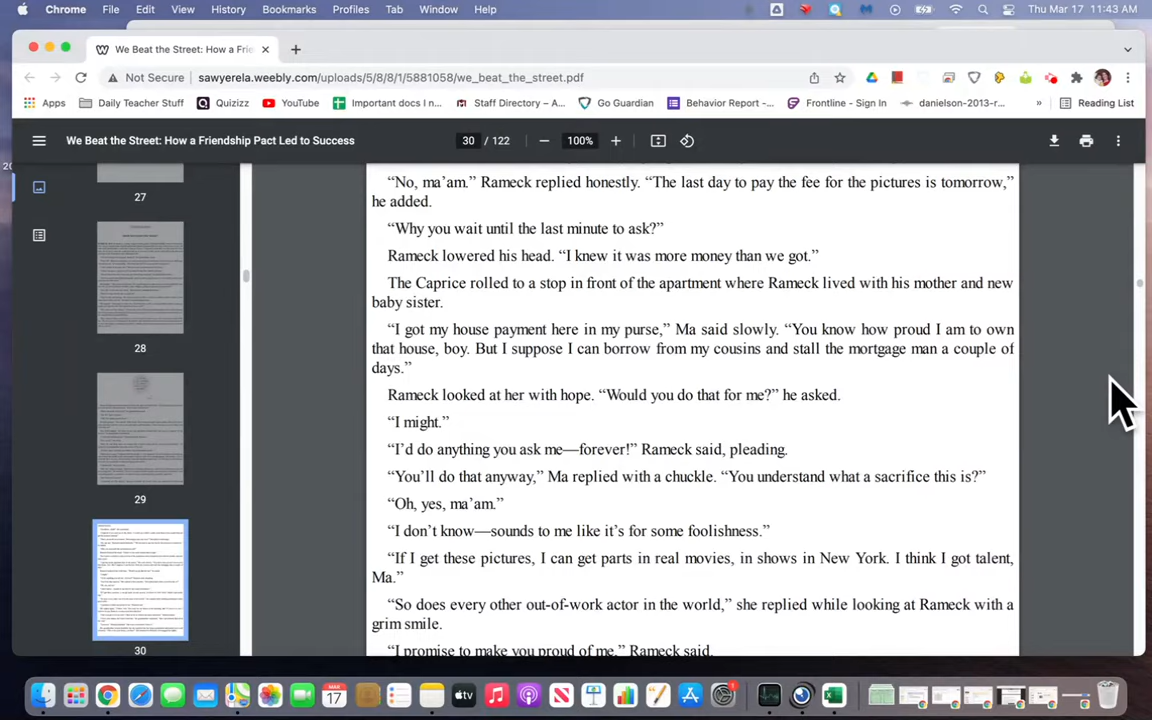 Chrome File Edit View History Bookmarks Profiles Tab Window Help Thu Mar 17 11:43 AM
We Beat the Street: How a Frie
Not Secure sawyerela.weebly.com/uploads/5/8/8/1/5881058/we_beat_the_street.pdf
Apps Daily Teacher Stuff Quizizz YouTube Important docs I n... Staff Directory – A... Go Guardian Behavior Report -... Frontline - Sign In danielson-2013-r... » Reading List
We Beat the Street: How a Friendship Pact Led to Success 30 / 122 100%
27
28
29
30
“No, ma’am.” Rameck replied honestly. “The last day to pay the fee for the pictures is tomorrow,”
he added.
“Why you wait until the last minute to ask?”
Rameck lowered his head. “I knew it was more money than we got.”
The Caprice rolled to a stop in front of the apartment where Rameck lived with his mother and new
baby sister.
“I got my house payment here in my purse,” Ma said slowly. “You know how proud I am to own
that house, boy. But I suppose I can borrow from my cousins and stall the mortgage man a couple of
days.”
Rameck looked at her with hope. “Would you do that for me?” he asked.
“I might.”
“I’d do anything you ask me—forever!” Rameck said, pleading.
“You’ll do that anyway,” Ma replied with a chuckle. “You understand what a sacrifice this is?”
“Oh, yes, ma’am.”
“I don’t know—sounds to me like it’s for some foolishness.”
“If I get these pictures, I can get parts in real movies, in shows in New York. I think I got talent,
Ma.”
“So does every other out-of-work actor in the world,” she replied while looking at Rameck with a
grim smile.
“I promise to make you proud of me,” Rameck said.
MAR
17
tv